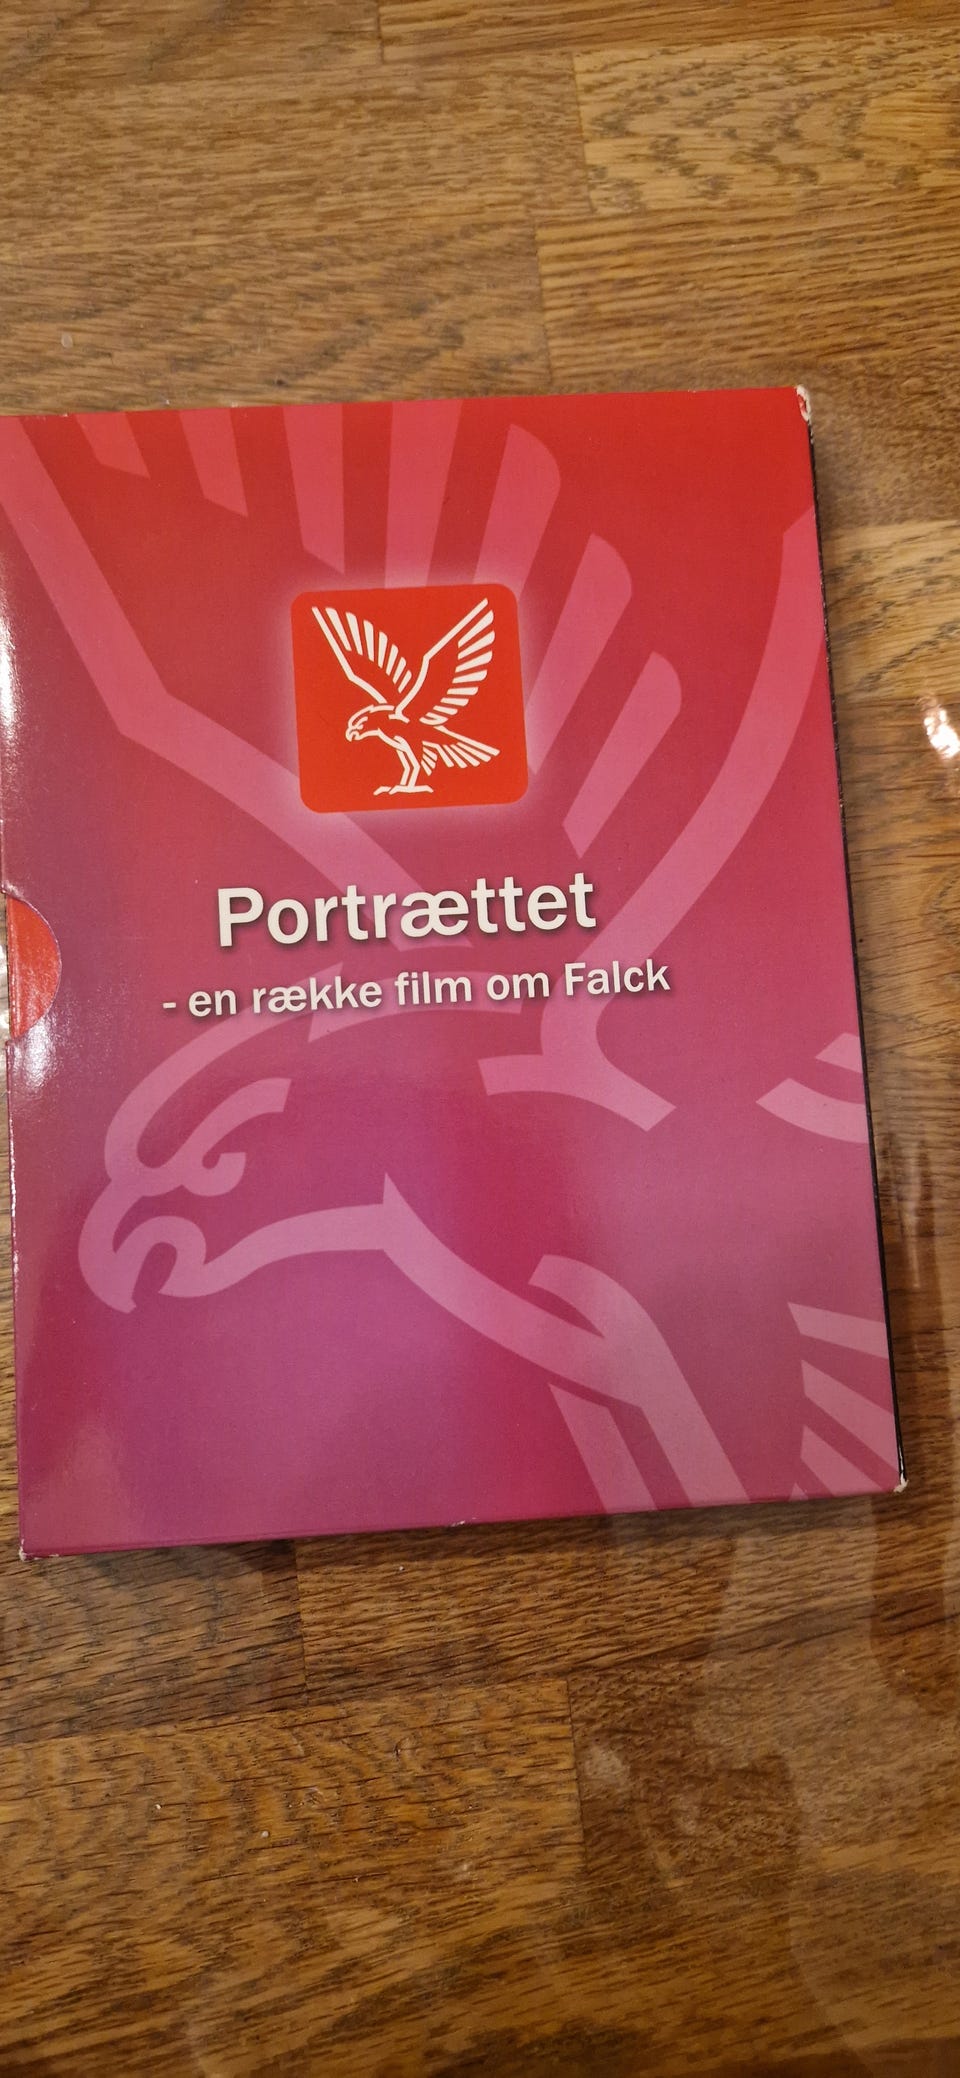 Portrættet
- en række film om Falck